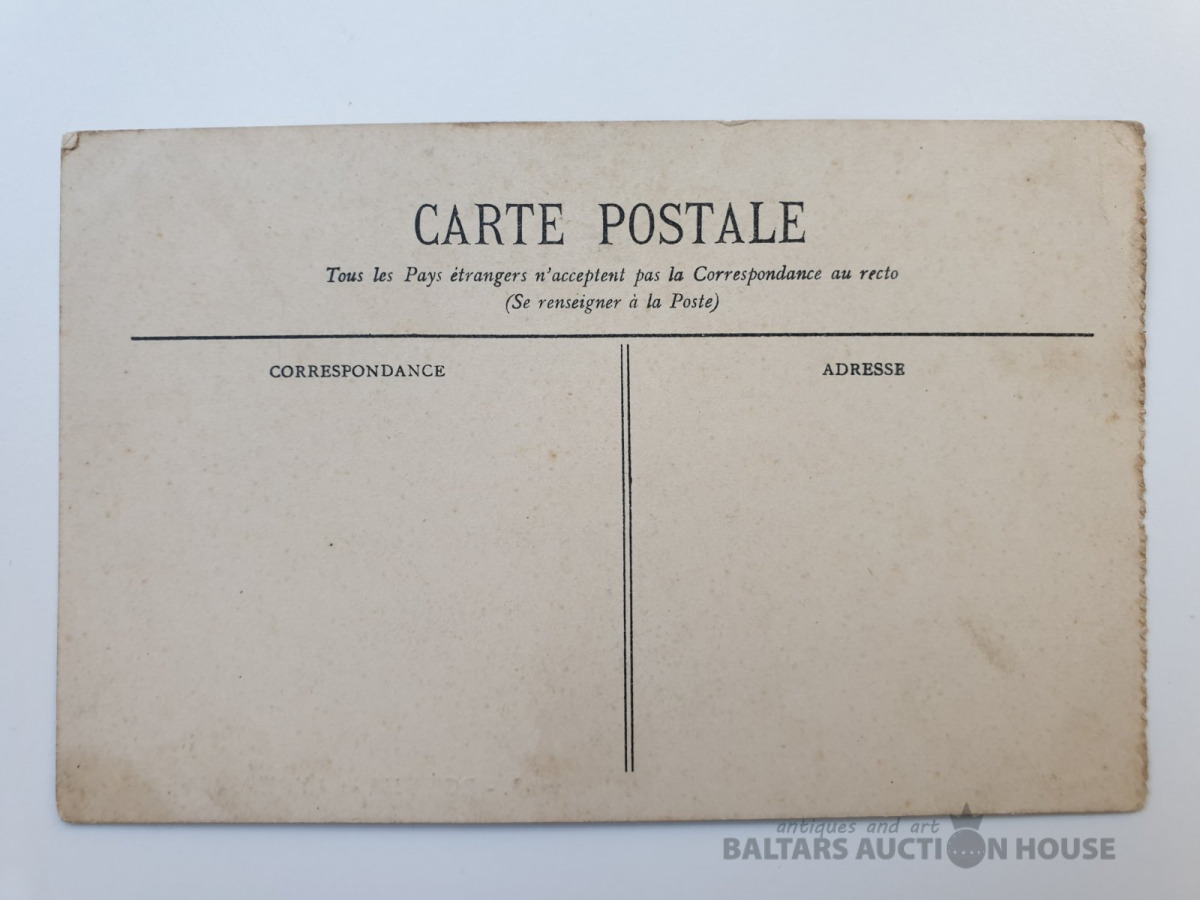 CARTE POSTALE
Tous les Pays étrangers n'acceptent pas la Correspondance au recto
(Se renseigner à la Poste)
CORRESPONDANCE
ADRESSE
antiques and art
BALTARS AUCTION HOUSE